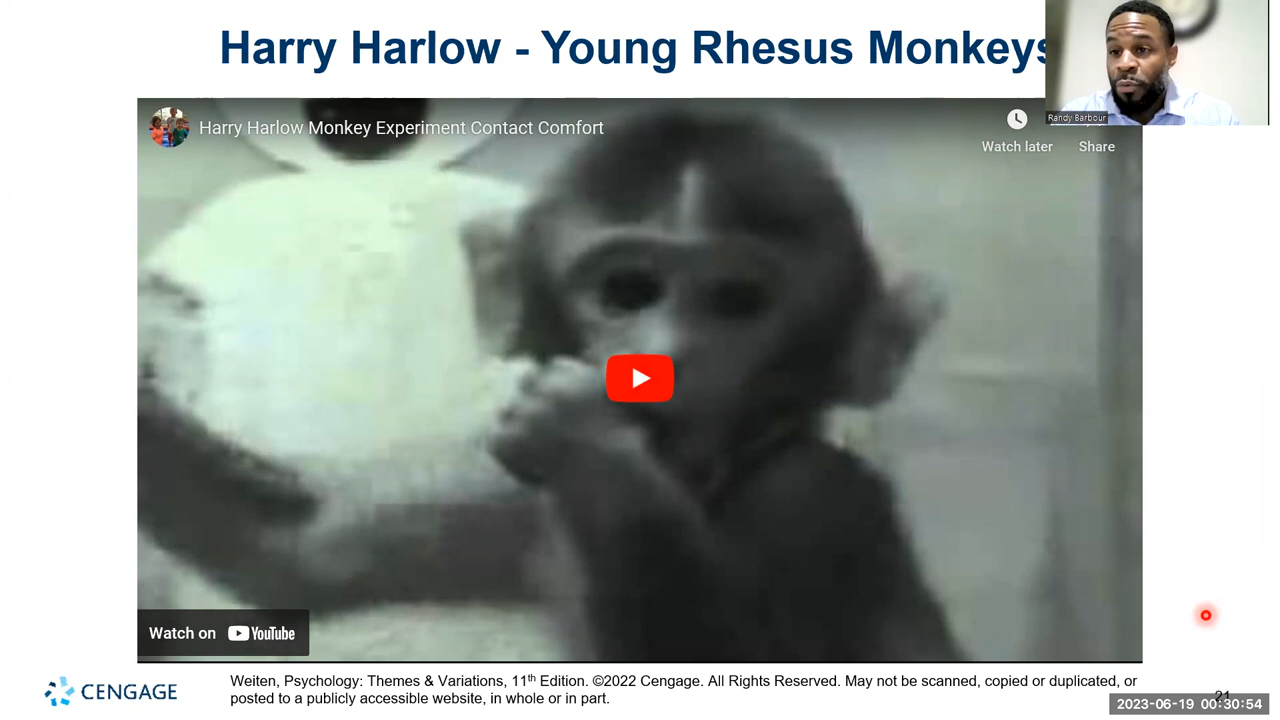 Harry Harlow - Young Rhesus Monkeys
Randy Barbour
Harry Harlow Monkey Experiment Contact Comfort
Watch later
Share
Watch on YouTube
CENGAGE
Weiten, Psychology: Themes & Variations, 11th Edition. ©2022 Cengage. All Rights Reserved. May not be scanned, copied or duplicated, or
posted to a publicly accessible website, in whole or in part.
21
2023-06-19 00:30:54